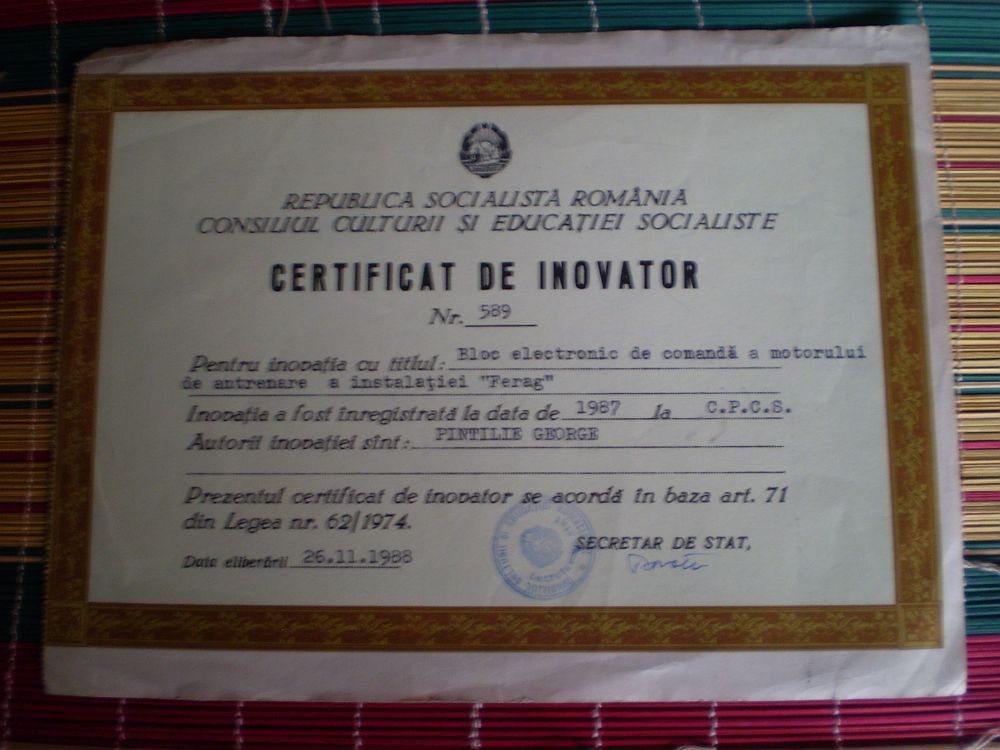 REPUBLICA SOCIALISTĂ ROMÂNIA
CONSILIUL CULTURII ȘI EDUCAȚIEI SOCIALISTE
CERTIFICAT DE INOVATOR
Nr. 589
Pentru inovația cu titlul: Bloc electronic de comandă a motorului
de antrenare a instalației "Ferag"
Inovația a fost înregistrată la data de 1987 la C.P.C.S.
Autorii inovației sînt: PINTILIE GEORGE
Prezentul certificat de inovator se acordă în baza art. 71
din Legea nr. 62/1974.
SECRETAR DE STAT,
Data eliberării 26.11.1988